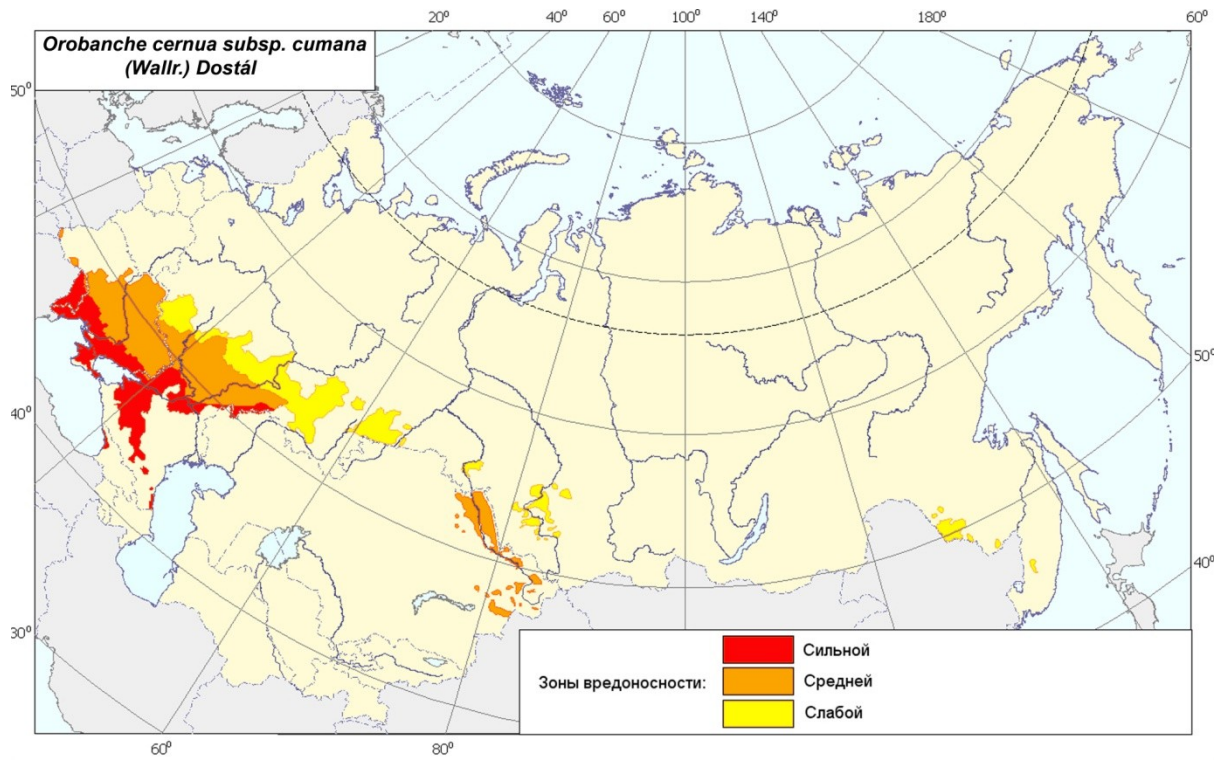 20⁰ 40⁰ 60⁰ 100⁰ 140⁰ 180⁰ 60⁰
Orobanche cernua subsp. cumana
(Wallr.) Dostál
50⁰
50⁰
40⁰
40⁰
30⁰
Зоны вредоносности:
Сильной
Средней
Слабой
60⁰ 80⁰